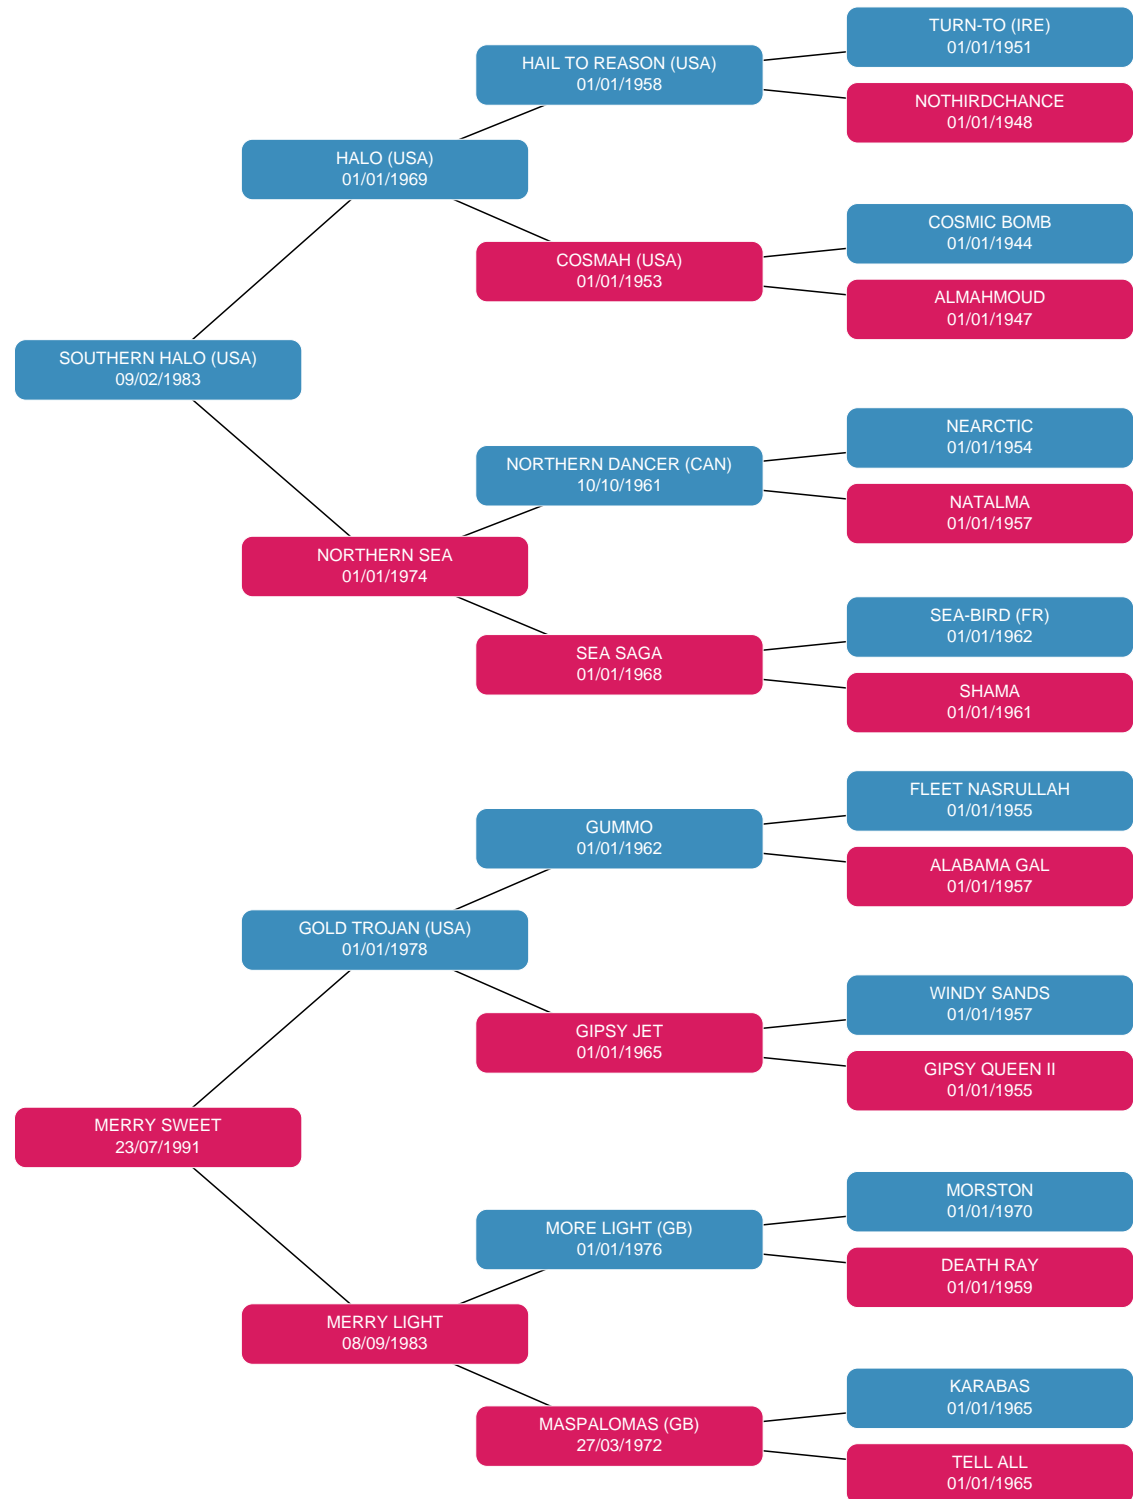 TURN-TO (IRE)
01/01/1951
HAIL TO REASON (USA)
01/01/1958
NOTHIRDCHANCE
01/01/1948
HALO (USA)
01/01/1969
COSMIC BOMB
01/01/1944
COSMAH (USA)
01/01/1953
ALMAHMOUD
01/01/1947
SOUTHERN HALO (USA)
09/02/1983
NEARCTIC
01/01/1954
NORTHERN DANCER (CAN)
10/10/1961
NATALMA
01/01/1957
NORTHERN SEA
01/01/1974
SEA-BIRD (FR)
01/01/1962
SEA SAGA
01/01/1968
SHAMA
01/01/1961
FLEET NASRULLAH
01/01/1955
GUMMO
01/01/1962
ALABAMA GAL
01/01/1957
GOLD TROJAN (USA)
01/01/1978
WINDY SANDS
01/01/1957
GIPSY JET
01/01/1965
GIPSY QUEEN II
01/01/1955
MERRY SWEET
23/07/1991
MORSTON
01/01/1970
MORE LIGHT (GB)
01/01/1976
DEATH RAY
01/01/1959
MERRY LIGHT
08/09/1983
KARABAS
01/01/1965
MASPALOMAS (GB)
27/03/1972
TELL ALL
01/01/1965